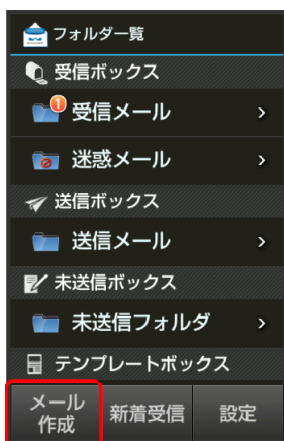 フォルダ一覧
受信ボックス
1
受信メール
迷惑メール
送信ボックス
送信メール
未送信ボックス
未送信フォルダ
テンプレートボックス
メール
作成
新着受信
設定